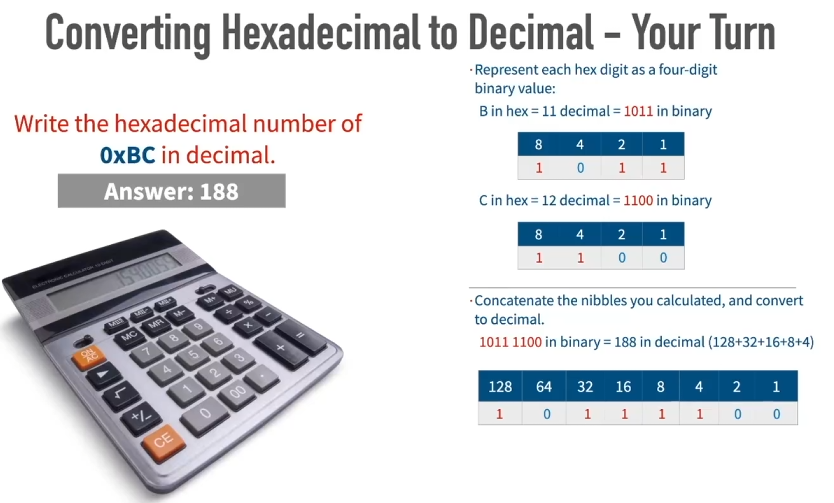 Converting Hexadecimal to Decimal – Your Turn
Write the hexadecimal number of
0xBC in decimal.
Answer: 188
· Represent each hex digit as a four-digit
binary value:
B in hex = 11 decimal = 1011 in binary
8 4 2 1
1 0 1 1
C in hex = 12 decimal = 1100 in binary
8 4 2 1
1 1 0 0
· Concatenate the nibbles you calculated, and convert
to decimal.
1011 1100 in binary = 188 in decimal (128+32+16+8+4)
128 64 32 16 8 4 2 1
1 0 1 1 1 1 0 0
MC MR M-
M+ MU
÷ %
× −
+ =
7 8 9
4 5 6
1 2 3
0 00 .
ON/AC
▶
√
+/−
CE